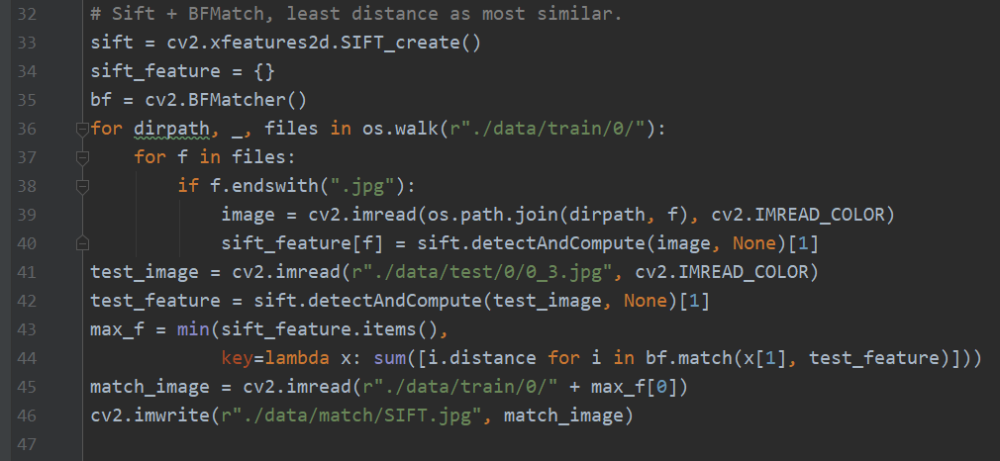 32 # Sift + BFMatch, least distance as most similar.
33 sift = cv2.xfeatures2d.SIFT_create()
34 sift_feature = {}
35 bf = cv2.BFMatcher()
36 for dirpath, _, files in os.walk(r"./data/train/0/"):
37     for f in files:
38         if f.endswith(".jpg"):
39             image = cv2.imread(os.path.join(dirpath, f), cv2.IMREAD_COLOR)
40             sift_feature[f] = sift.detectAndCompute(image, None)[1]
41 test_image = cv2.imread(r"./data/test/0/0_3.jpg", cv2.IMREAD_COLOR)
42 test_feature = sift.detectAndCompute(test_image, None)[1]
43 max_f = min(sift_feature.items(),
44             key=lambda x: sum([i.distance for i in bf.match(x[1], test_feature)]))
45 match_image = cv2.imread(r"./data/train/0/" + max_f[0])
46 cv2.imwrite(r"./data/match/SIFT.jpg", match_image)
47